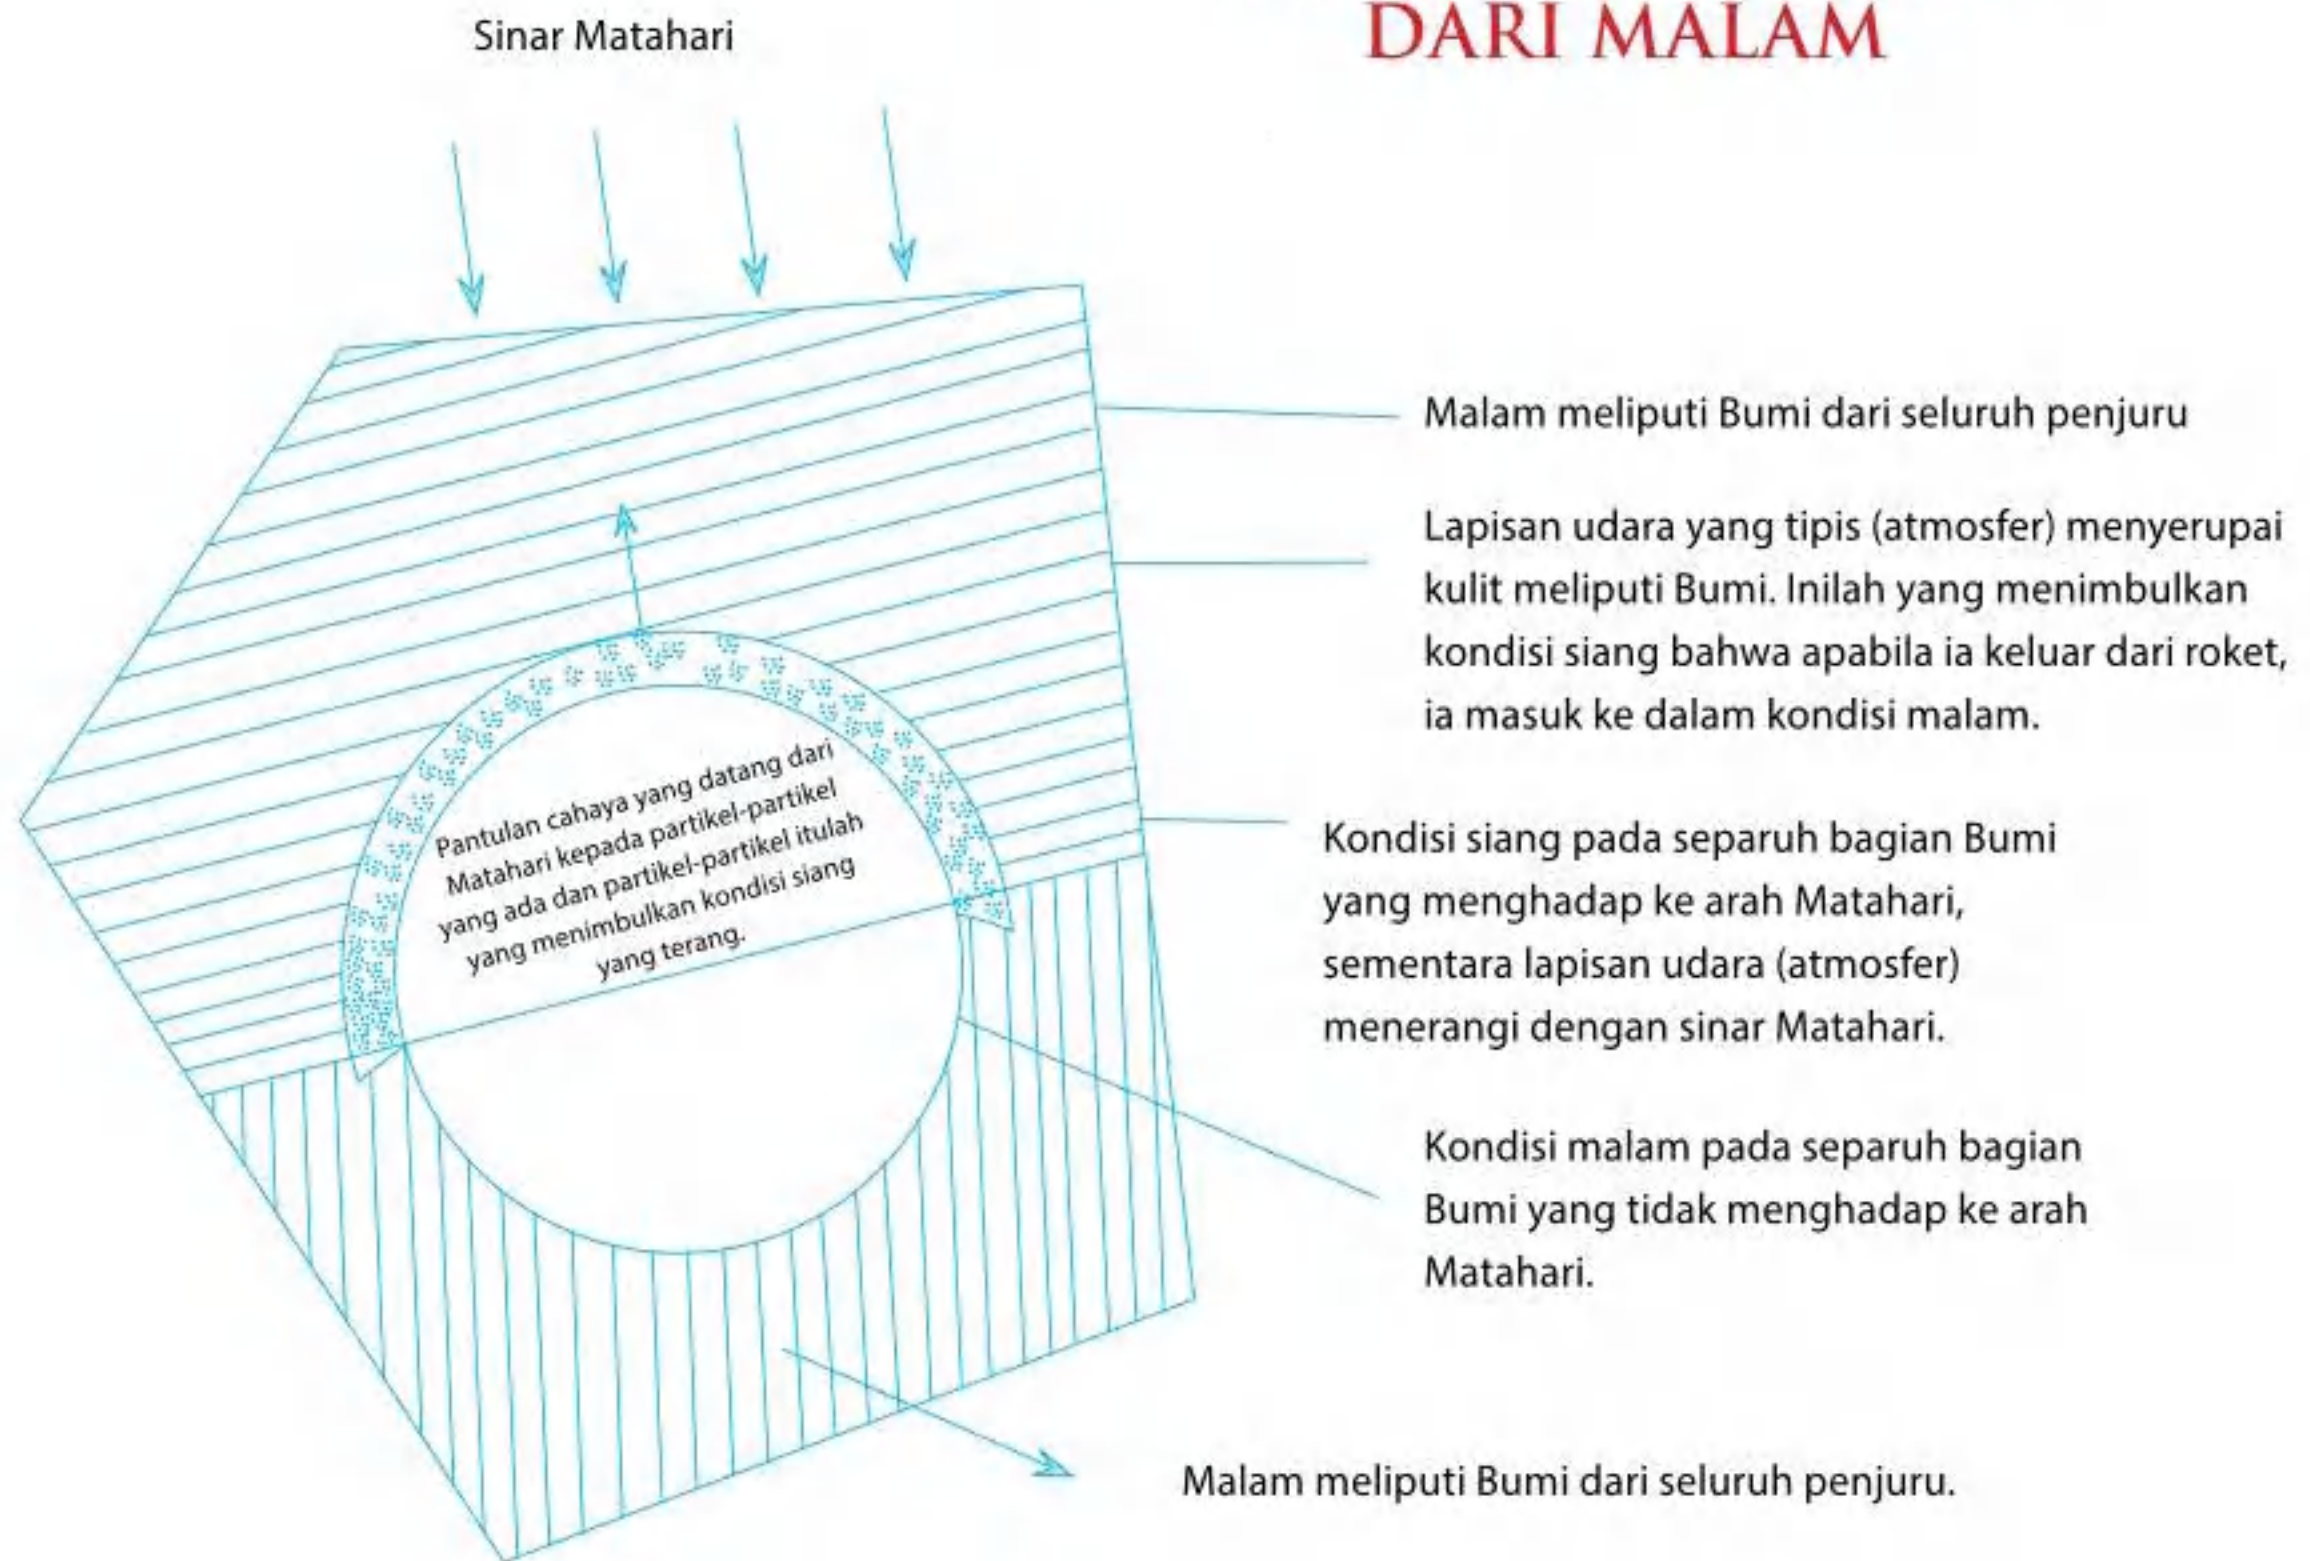 Sinar Matahari
DARI MALAM
Malam meliputi Bumi dari seluruh penjuru
Lapisan udara yang tipis (atmosfer) menyerupai
kulit meliputi Bumi. Inilah yang menimbulkan
kondisi siang bahwa apabila ia keluar dari roket,
ia masuk ke dalam kondisi malam.
Pantulan cahaya yang datang dari
Matahari kepada partikel-partikel
yang ada dan partikel-partikel itulah
yang menimbulkan kondisi siang
yang terang.
Kondisi siang pada separuh bagian Bumi
yang menghadap ke arah Matahari,
sementara lapisan udara (atmosfer)
menerangi dengan sinar Matahari.
Kondisi malam pada separuh bagian
Bumi yang tidak menghadap ke arah
Matahari.
Malam meliputi Bumi dari seluruh penjuru.